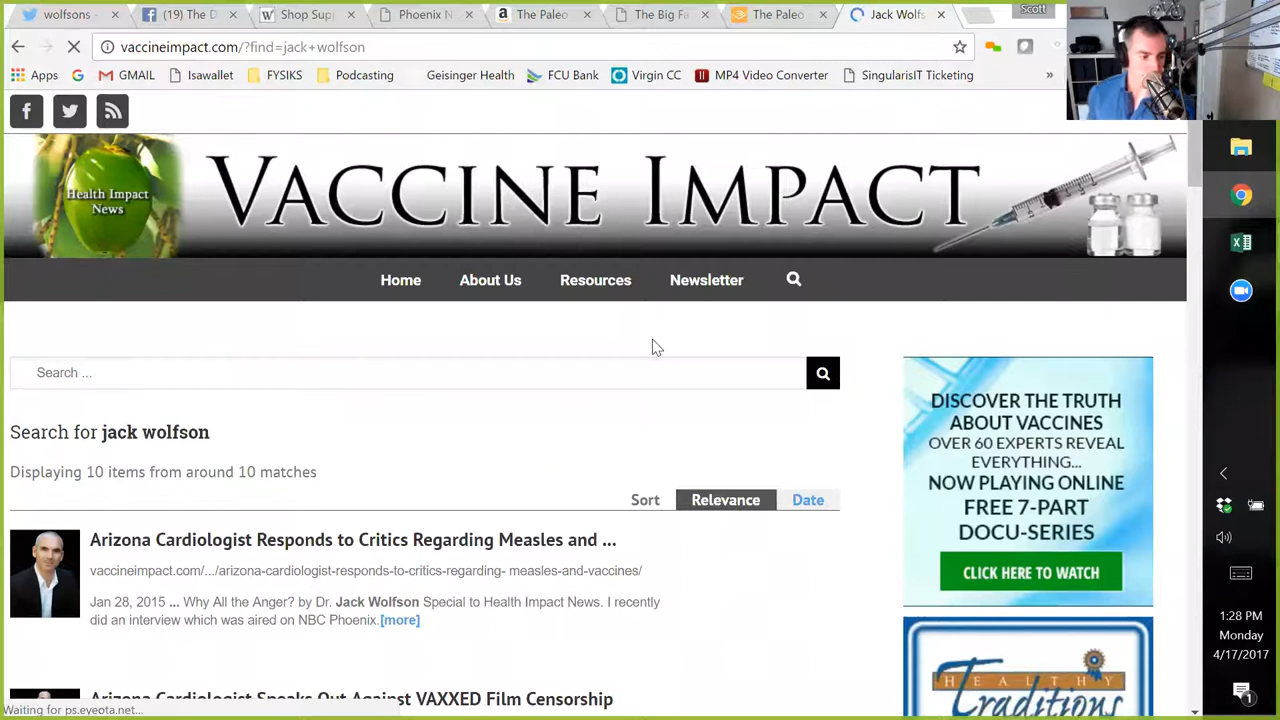 wolfsons -
(19) The D
Shop Supp
Phoenix N
The Paleo
The Big Fa
The Paleo
Jack Wolfs
Scott
vaccineimpact.com/?find=jack+wolfson
Apps GMAIL Isawallet FYSIKS Podcasting Geisinger Health FCU Bank Virgin CC MP4 Video Converter SingularisIT Ticketing »
Health Impact
News
VACCINE IMPACT
Home About Us Resources Newsletter
Search ...
Search for jack wolfson
Displaying 10 items from around 10 matches
Sort Relevance Date
Arizona Cardiologist Responds to Critics Regarding Measles and ...
vaccineimpact.com/.../arizona-cardiologist-responds-to-critics-regarding- measles-and-vaccines/
Jan 28, 2015 ... Why All the Anger? by Dr. Jack Wolfson Special to Health Impact News. I recently
did an interview which was aired on NBC Phoenix.[more]
Arizona Cardiologist Speaks Out Against VAXXED Film Censorship
Waiting for ps.eyeota.net...
DISCOVER THE TRUTH
ABOUT VACCINES
OVER 60 EXPERTS REVEAL
EVERYTHING...
NOW PLAYING ONLINE
FREE 7-PART
DOCU-SERIES
CLICK HERE TO WATCH
HEALTHY
Traditions
1:28 PM
Monday
4/17/2017
1